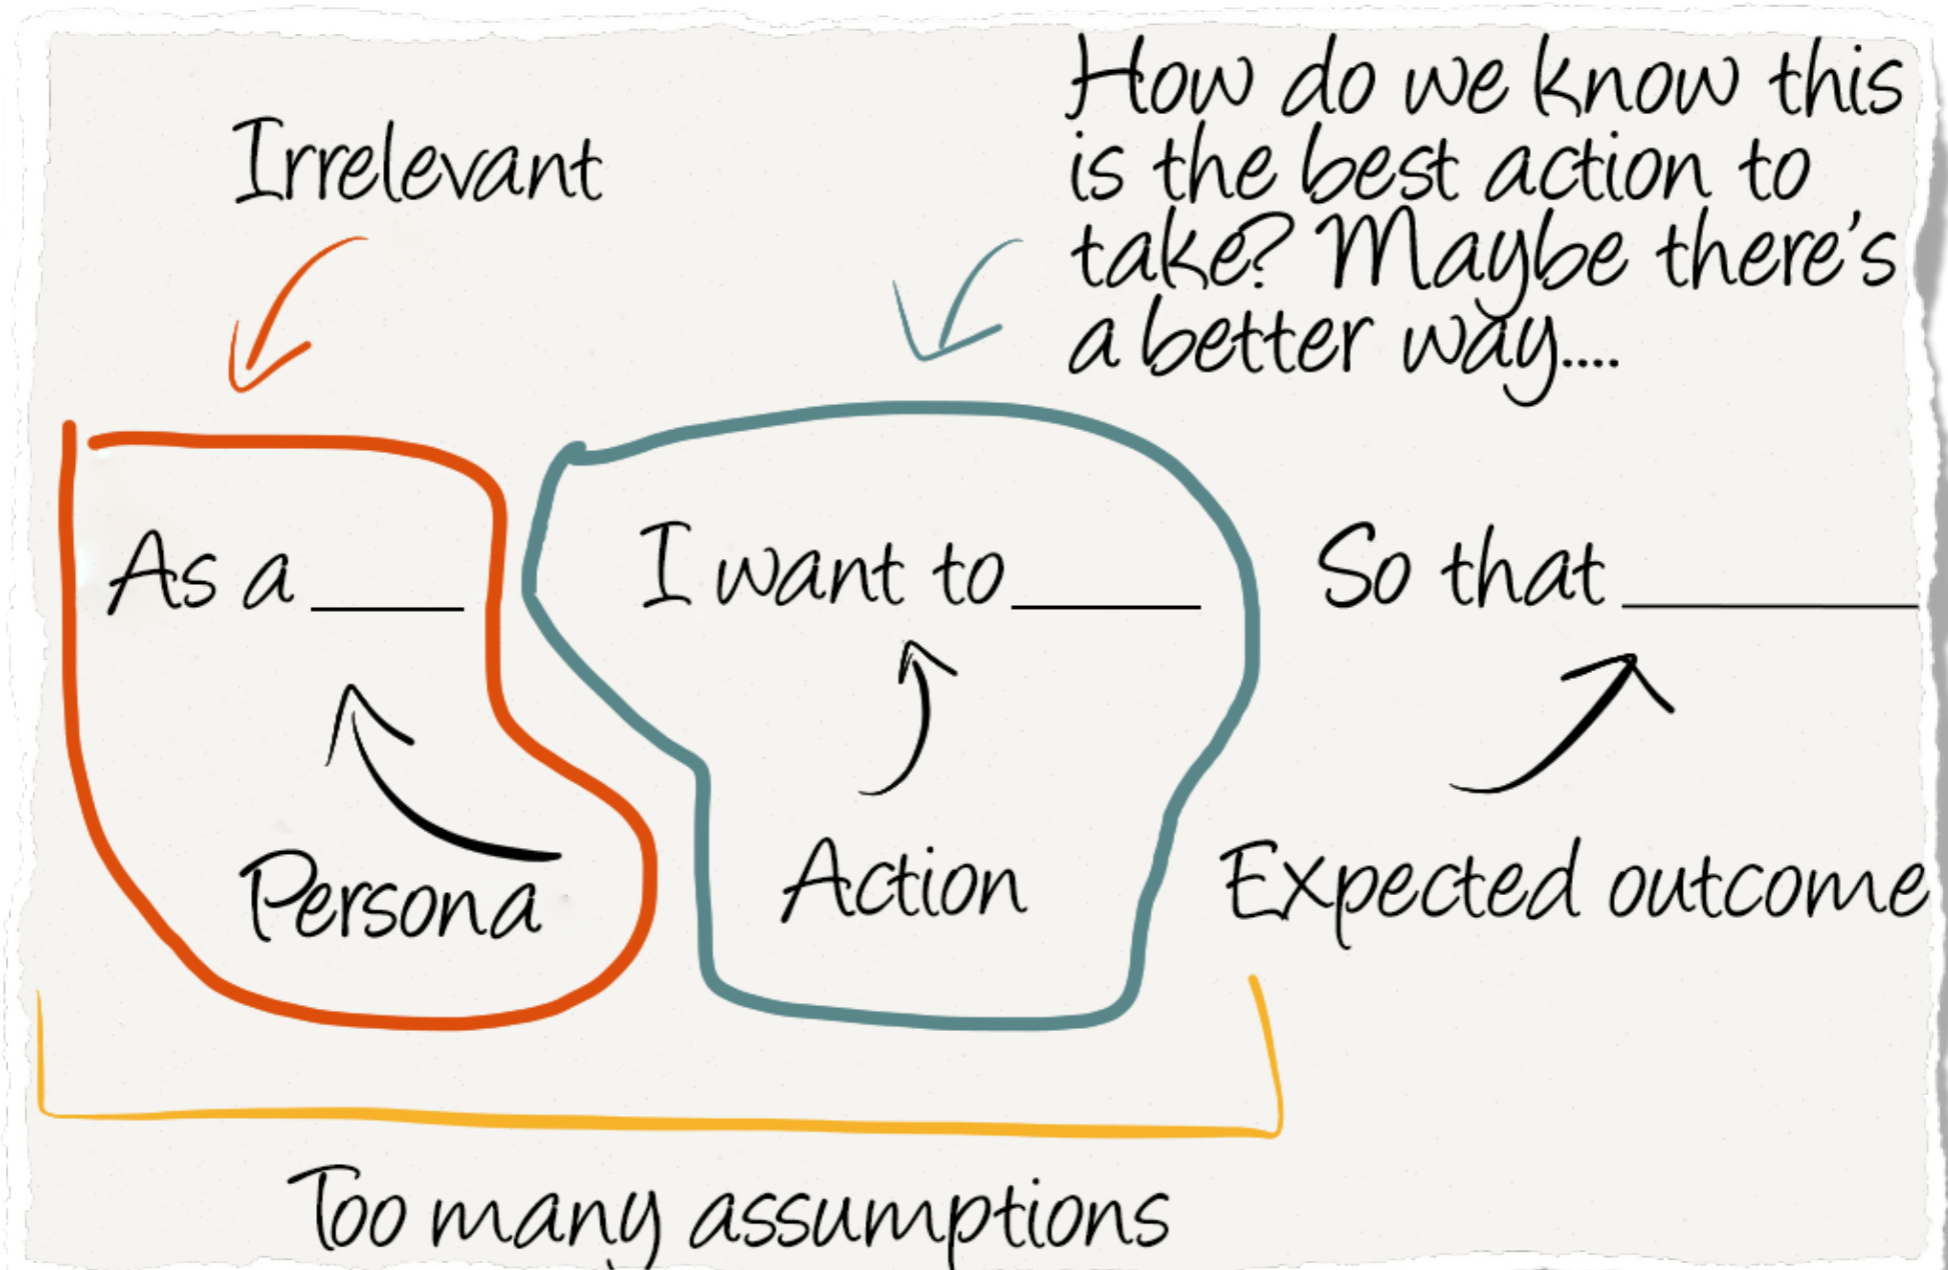 Irrelevant
How do we know this
is the best action to
take? Maybe there's
a better way....
As a ____ I want to ____ So that ____
Persona
Action
Expected outcome
Too many assumptions